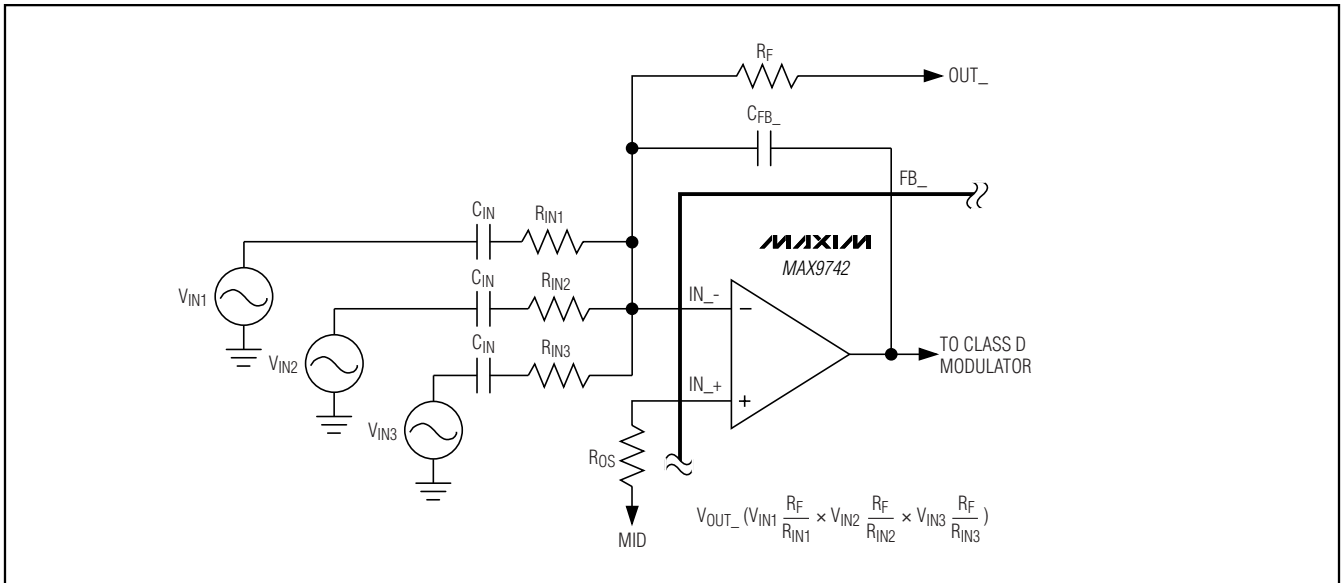 RF
OUT_
CFB_
FB_
CIN
RIN1
MAXIM
MAX9742
VIN1
CIN
RIN2
IN_-
−
VIN2
CIN
RIN3
TO CLASS D
MODULATOR
IN_+
+
VIN3
ROS
MID
VOUT_ (VIN1 RF/RIN1 × VIN2 RF/RIN2 × VIN3 RF/RIN3 )